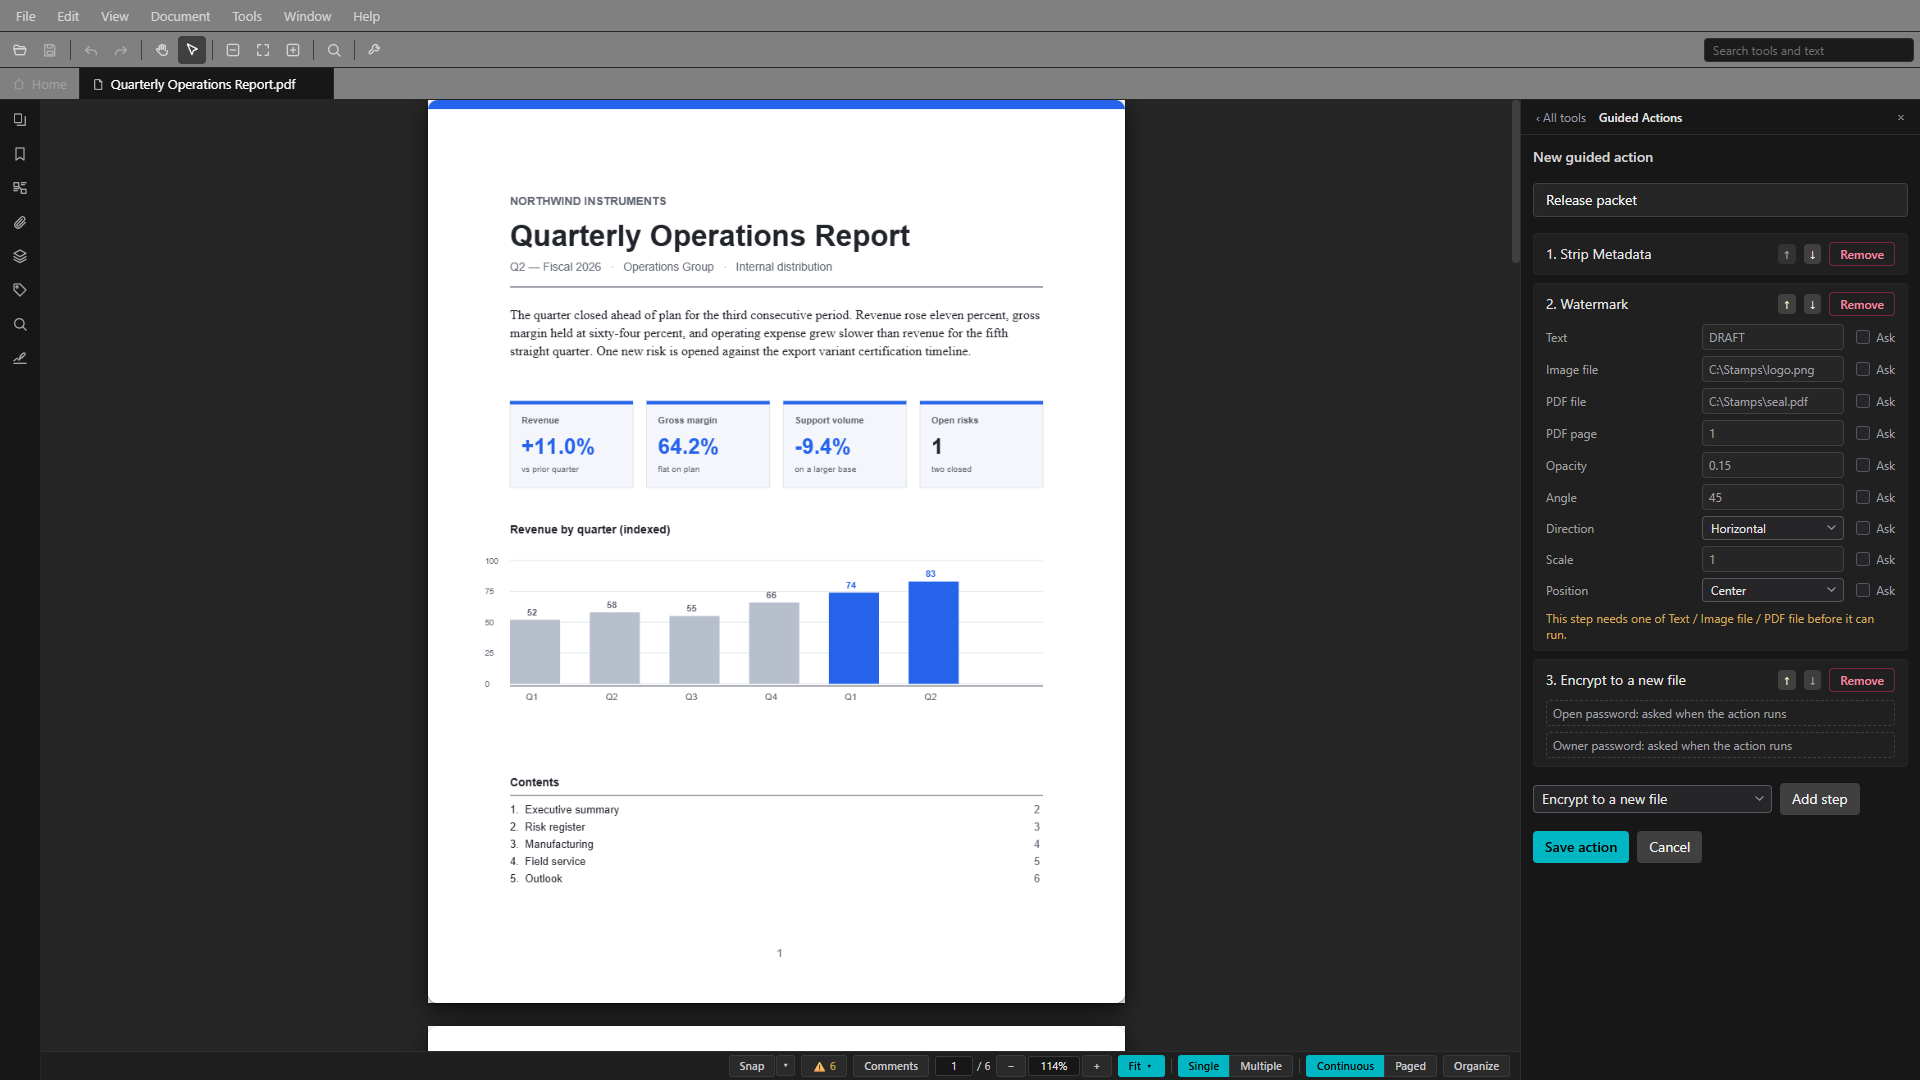 File Edit View Document Tools Window Help
Search tools and text
Home
Quarterly Operations Report.pdf
NORTHWIND INSTRUMENTS
Quarterly Operations Report
Q2 — Fiscal 2026 · Operations Group · Internal distribution
The quarter closed ahead of plan for the third consecutive period. Revenue rose eleven percent, gross
margin held at sixty-four percent, and operating expense grew slower than revenue for the fifth
straight quarter. One new risk is opened against the export variant certification timeline.
Revenue
+11.0%
vs prior quarter
Gross margin
64.2%
flat on plan
Support volume
-9.4%
on a larger base
Open risks
1
two closed
Revenue by quarter (indexed)
100
75
50
25
0
52
58
55
66
74
83
Q1 Q2 Q3 Q4 Q1 Q2
Contents
1. Executive summary 2
2. Risk register 3
3. Manufacturing 4
4. Field service 5
5. Outlook 6
1
‹ All tools Guided Actions ×
New guided action
Release packet
1. Strip Metadata ↑ ↓ Remove
2. Watermark ↑ ↓ Remove
Text DRAFT Ask
Image file C:\Stamps\logo.png Ask
PDF file C:\Stamps\seal.pdf Ask
PDF page 1 Ask
Opacity 0.15 Ask
Angle 45 Ask
Direction Horizontal Ask
Scale 1 Ask
Position Center Ask
This step needs one of Text / Image file / PDF file before it can
run.
3. Encrypt to a new file ↑ ↓ Remove
Open password: asked when the action runs
Owner password: asked when the action runs
Encrypt to a new file Add step
Save action Cancel
Snap 6 Comments 1 / 6 − 114% + Fit Single Multiple Continuous Paged Organize